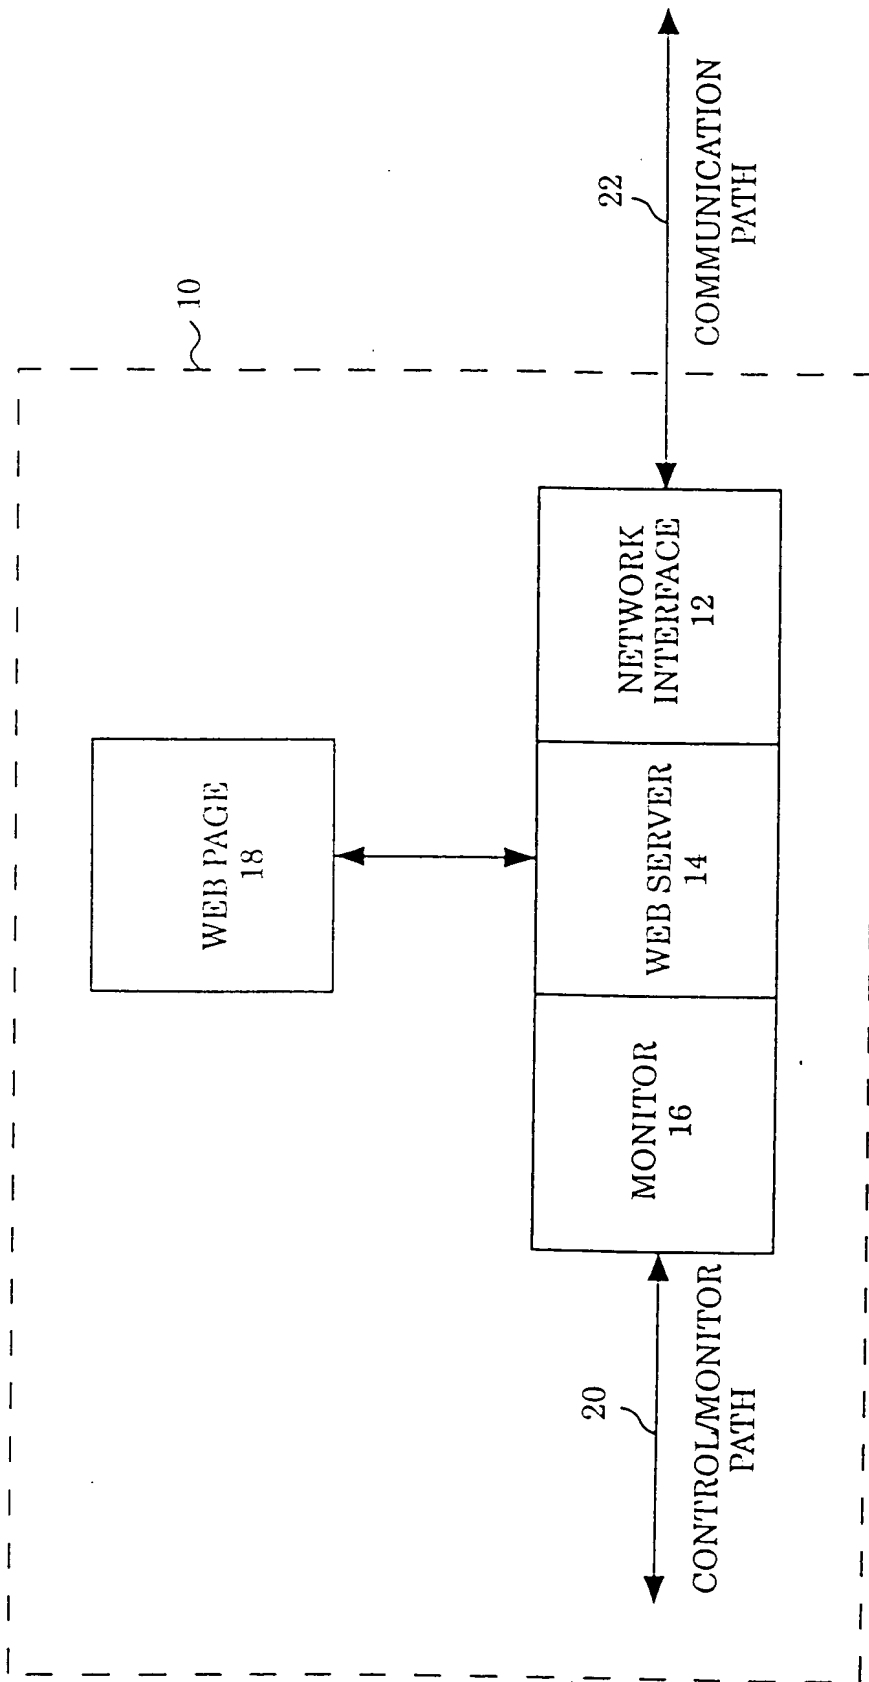 10
WEB PAGE
18
20
CONTROL/MONITOR
PATH
MONITOR
16
WEB SERVER
14
NETWORK
INTERFACE
12
22
COMMUNICATION
PATH